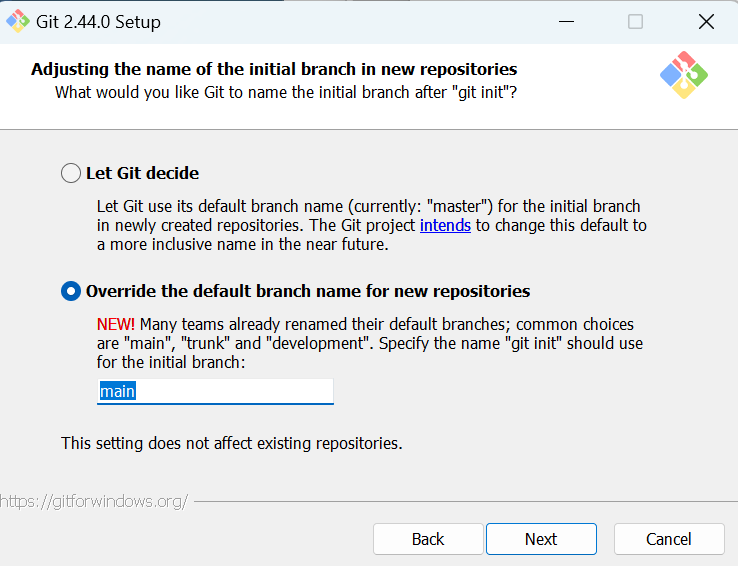 Git 2.44.0 Setup
Adjusting the name of the initial branch in new repositories
What would you like Git to name the initial branch after "git init"?
Let Git decide
Let Git use its default branch name (currently: "master") for the initial branch
in newly created repositories. The Git project intends to change this default to
a more inclusive name in the near future.
Override the default branch name for new repositories
NEW! Many teams already renamed their default branches; common choices
are "main", "trunk" and "development". Specify the name "git init" should use
for the initial branch:
main
This setting does not affect existing repositories.
https://gitforwindows.org/
Back Next Cancel